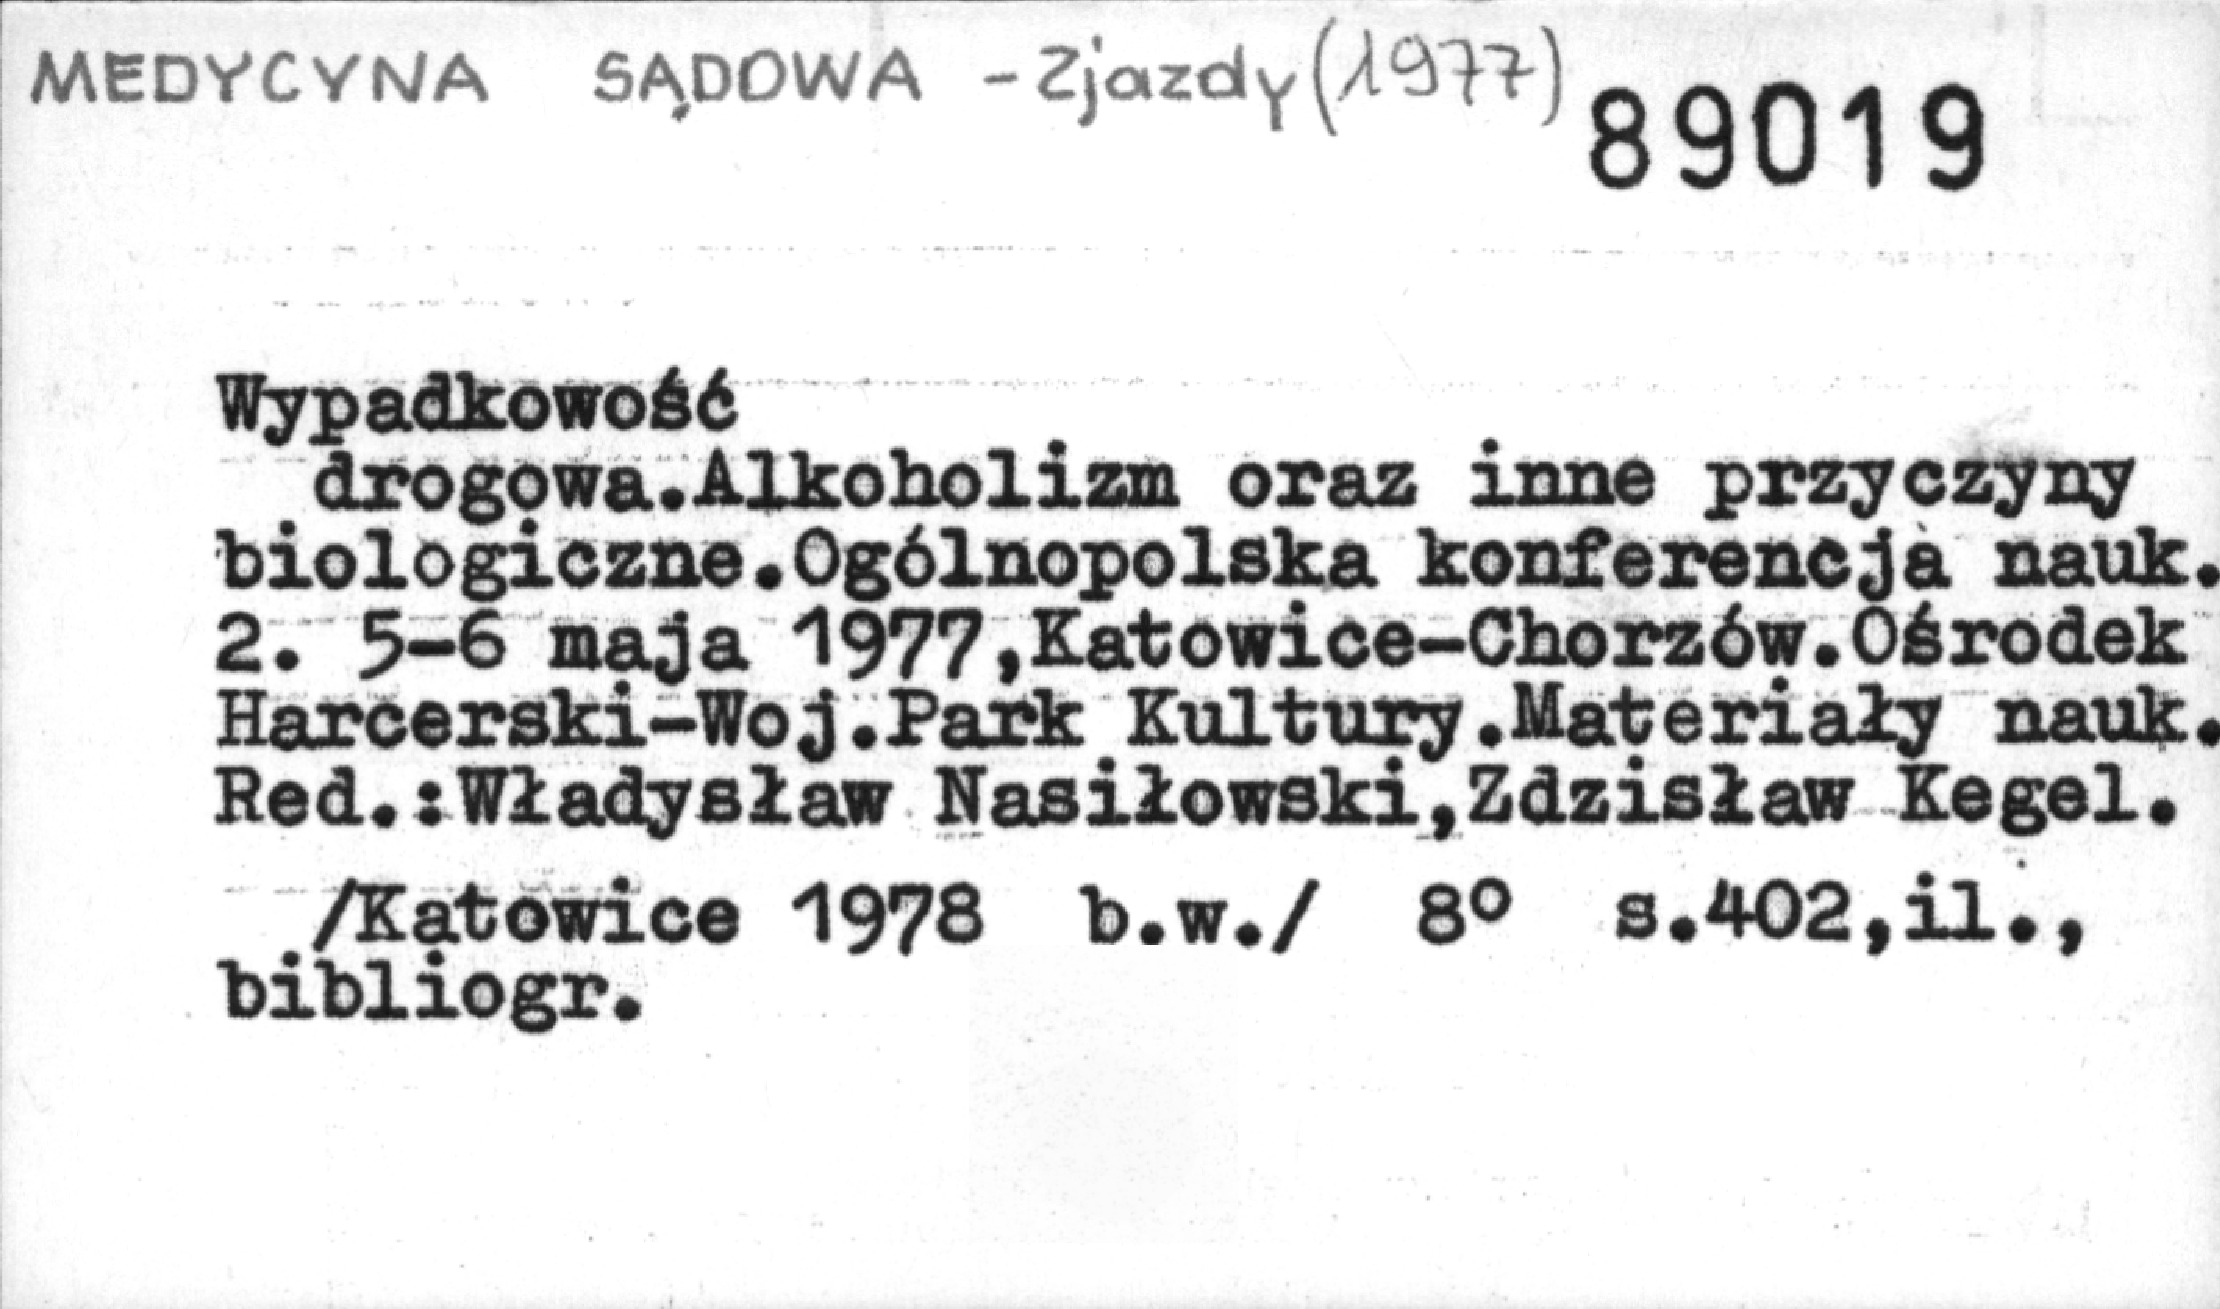 MEDYCYNA SĄDOWA - Zjazdy (1977)
89019
Wypadkowość
drogowa.Alkoholizm oraz inne przyczyny
biologiczne.Ogólnopolska konferencja nauk.
2. 5-6 maja 1977,Katowice-Chorzów.Ośrodek
Harcerski-Woj.Park Kultury.Materiały nauk.
Red.:Władysław Nasiłowski,Zdzisław Kegel.
/Katowice 1978 b.w./ 8° s.402,il.,
bibliogr.